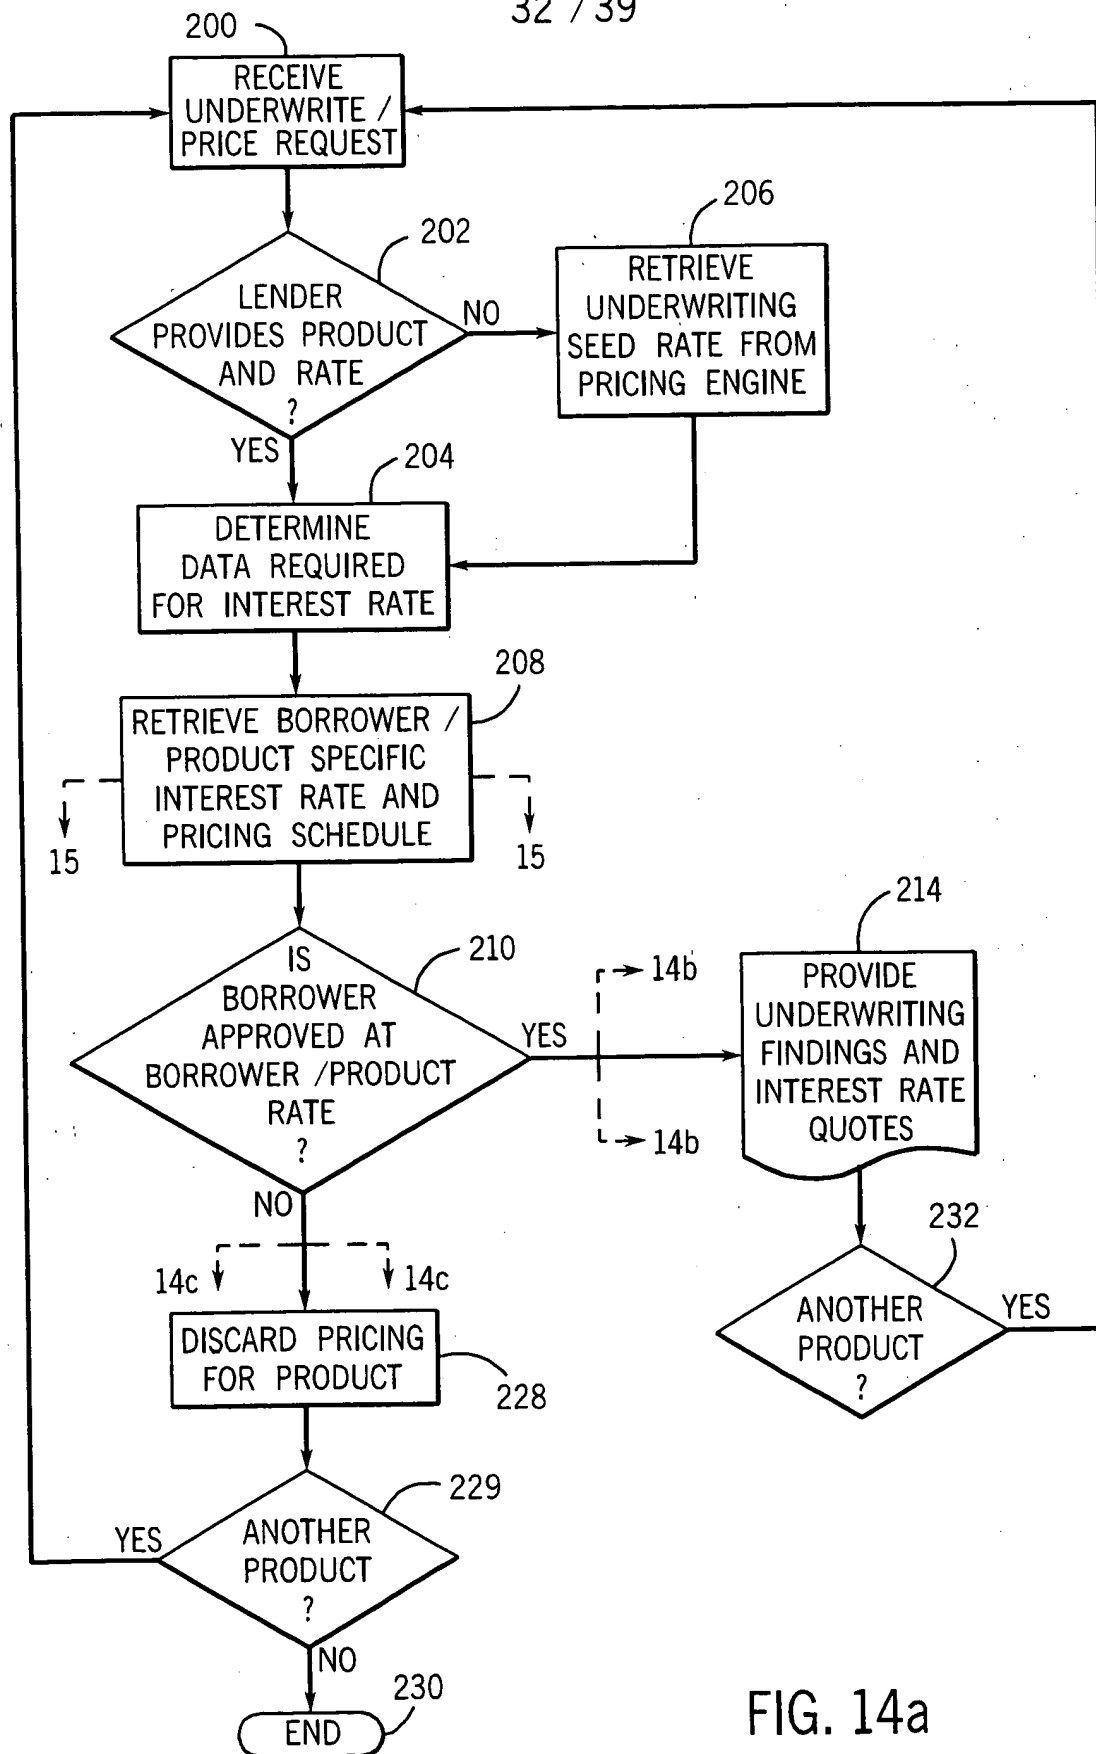 32 / 39
200
RECEIVE
UNDERWRITE /
PRICE REQUEST
202
LENDER
PROVIDES PRODUCT
AND RATE
?
NO
YES
206
RETRIEVE
UNDERWRITING
SEED RATE FROM
PRICING ENGINE
204
DETERMINE
DATA REQUIRED
FOR INTEREST RATE
208
RETRIEVE BORROWER /
PRODUCT SPECIFIC
INTEREST RATE AND
PRICING SCHEDULE
15
15
210
IS
BORROWER
APPROVED AT
BORROWER /PRODUCT
RATE
?
YES
14b
14b
NO
214
PROVIDE
UNDERWRITING
FINDINGS AND
INTEREST RATE
QUOTES
232
ANOTHER
PRODUCT
?
YES
14c
14c
DISCARD PRICING
FOR PRODUCT
228
229
ANOTHER
PRODUCT
?
YES
NO
230
END
FIG. 14a